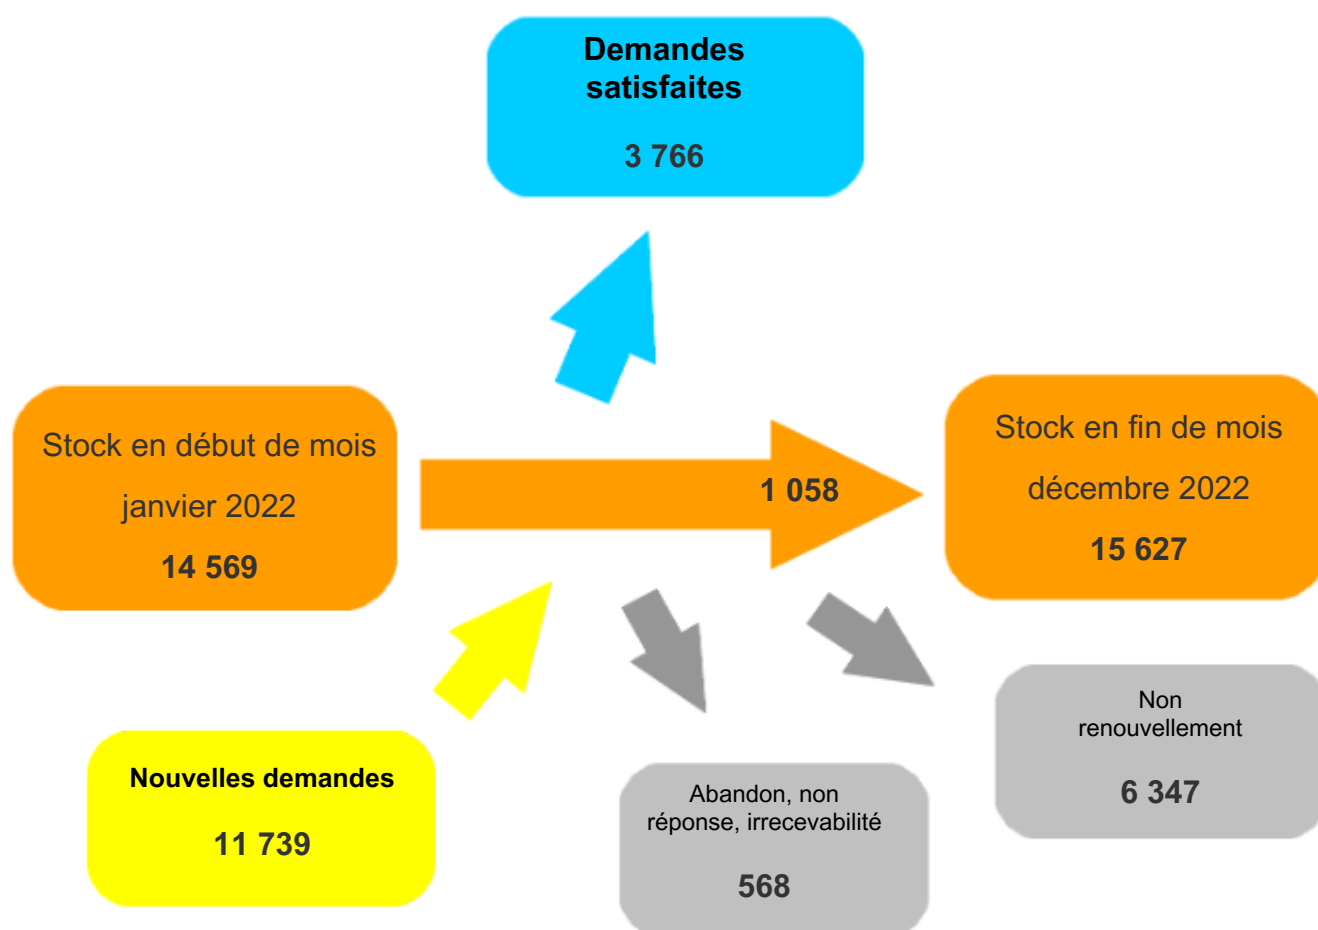 Demandes
satisfaites
3 766
Stock en début de mois
janvier 2022
14 569
1 058
Stock en fin de mois
décembre 2022
15 627
Nouvelles demandes
11 739
Abandon, non
réponse, irrecevabilité
568
Non
renouvellement
6 347